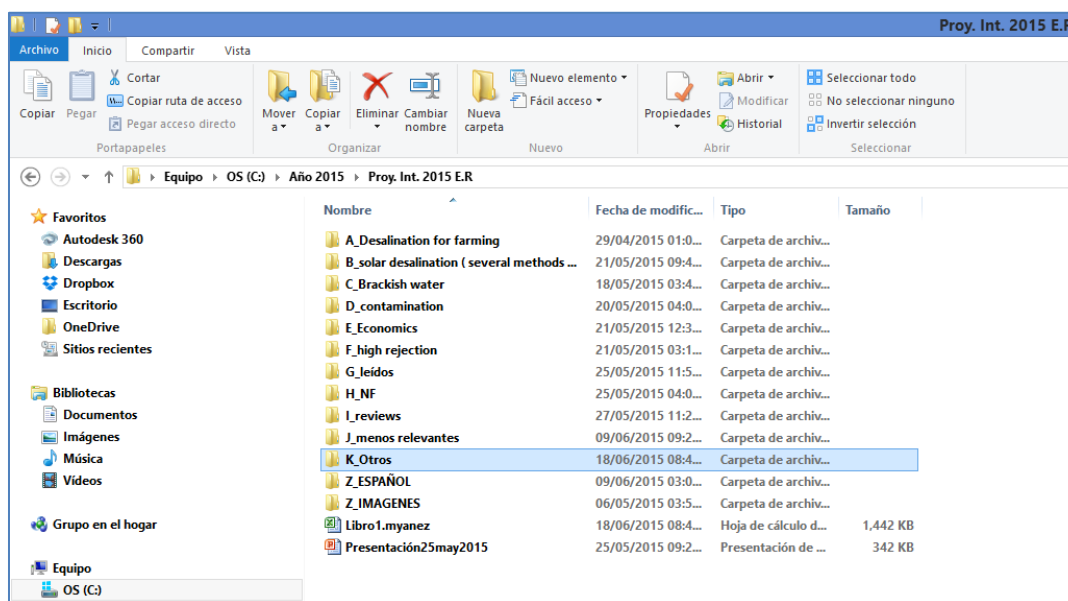 Proy. Int. 2015 E.R
Archivo Inicio Compartir Vista
Copiar
Pegar
Cortar
Copiar ruta de acceso
Pegar acceso directo
Portapapeles
Mover a
Copiar a
Eliminar
Cambiar nombre
Organizar
Nueva carpeta
Nuevo elemento
Fácil acceso
Nuevo
Propiedades
Abrir
Modificar
Historial
Abrir
Seleccionar todo
No seleccionar ninguno
Invertir selección
Seleccionar
Equipo OS (C:) Año 2015 Proy. Int. 2015 E.R
Favoritos
Autodesk 360
Descargas
Dropbox
Escritorio
OneDrive
Sitios recientes
Bibliotecas
Documentos
Imágenes
Música
Vídeos
Grupo en el hogar
Equipo
OS (C:)
Nombre Fecha de modific... Tipo Tamaño
A_Desalination for farming 29/04/2015 01:0... Carpeta de archiv...
B_solar desalination ( several methods ... 21/05/2015 09:4... Carpeta de archiv...
C_Brackish water 18/05/2015 03:4... Carpeta de archiv...
D_contamination 20/05/2015 04:0... Carpeta de archiv...
E_Economics 21/05/2015 12:3... Carpeta de archiv...
F_high rejection 21/05/2015 03:1... Carpeta de archiv...
G_leídos 25/05/2015 11:5... Carpeta de archiv...
H_NF 25/05/2015 04:0... Carpeta de archiv...
I_reviews 27/05/2015 11:2... Carpeta de archiv...
J_menos relevantes 09/06/2015 09:2... Carpeta de archiv...
K_Otros 18/06/2015 08:4... Carpeta de archiv...
Z_ESPAÑOL 09/06/2015 03:0... Carpeta de archiv...
Z_IMAGENES 06/05/2015 03:5... Carpeta de archiv...
Libro1.myanez 18/06/2015 08:4... Hoja de cálculo d... 1,442 KB
Presentación25may2015 25/05/2015 09:2... Presentación de ... 342 KB